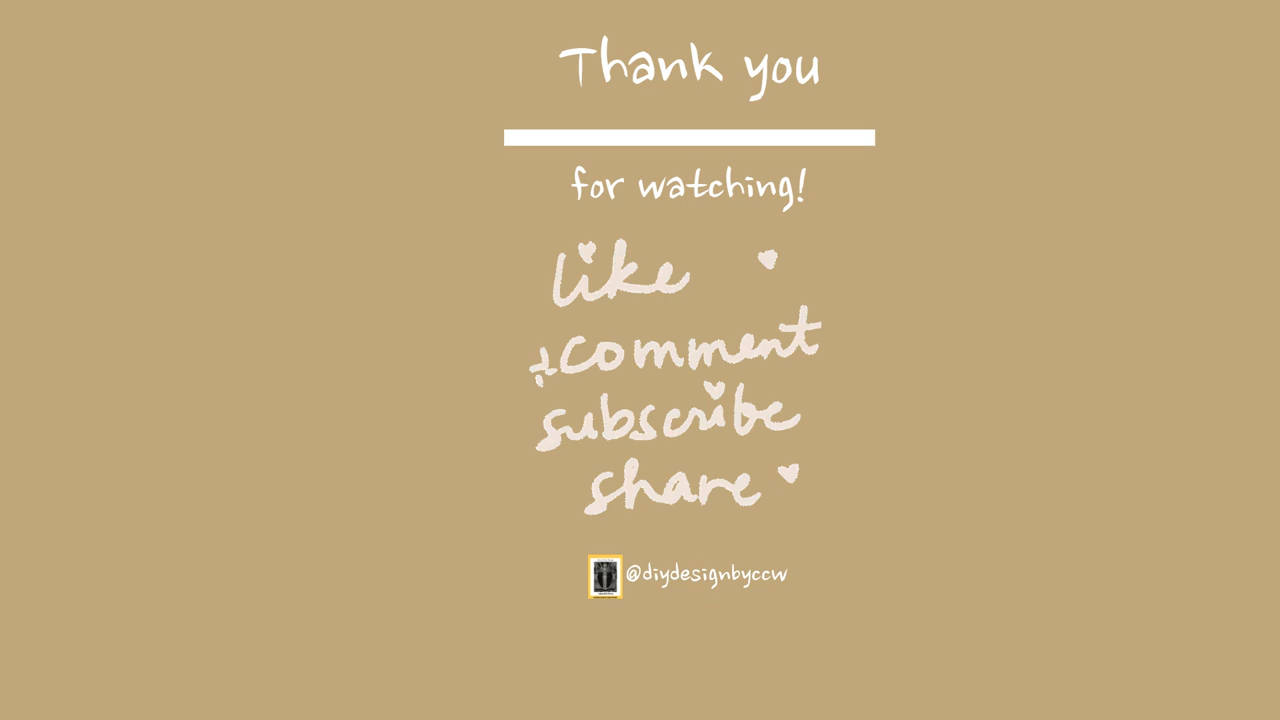 Thank you
for watching!
like
+comment
subscribe
share
@diydesignbyccw